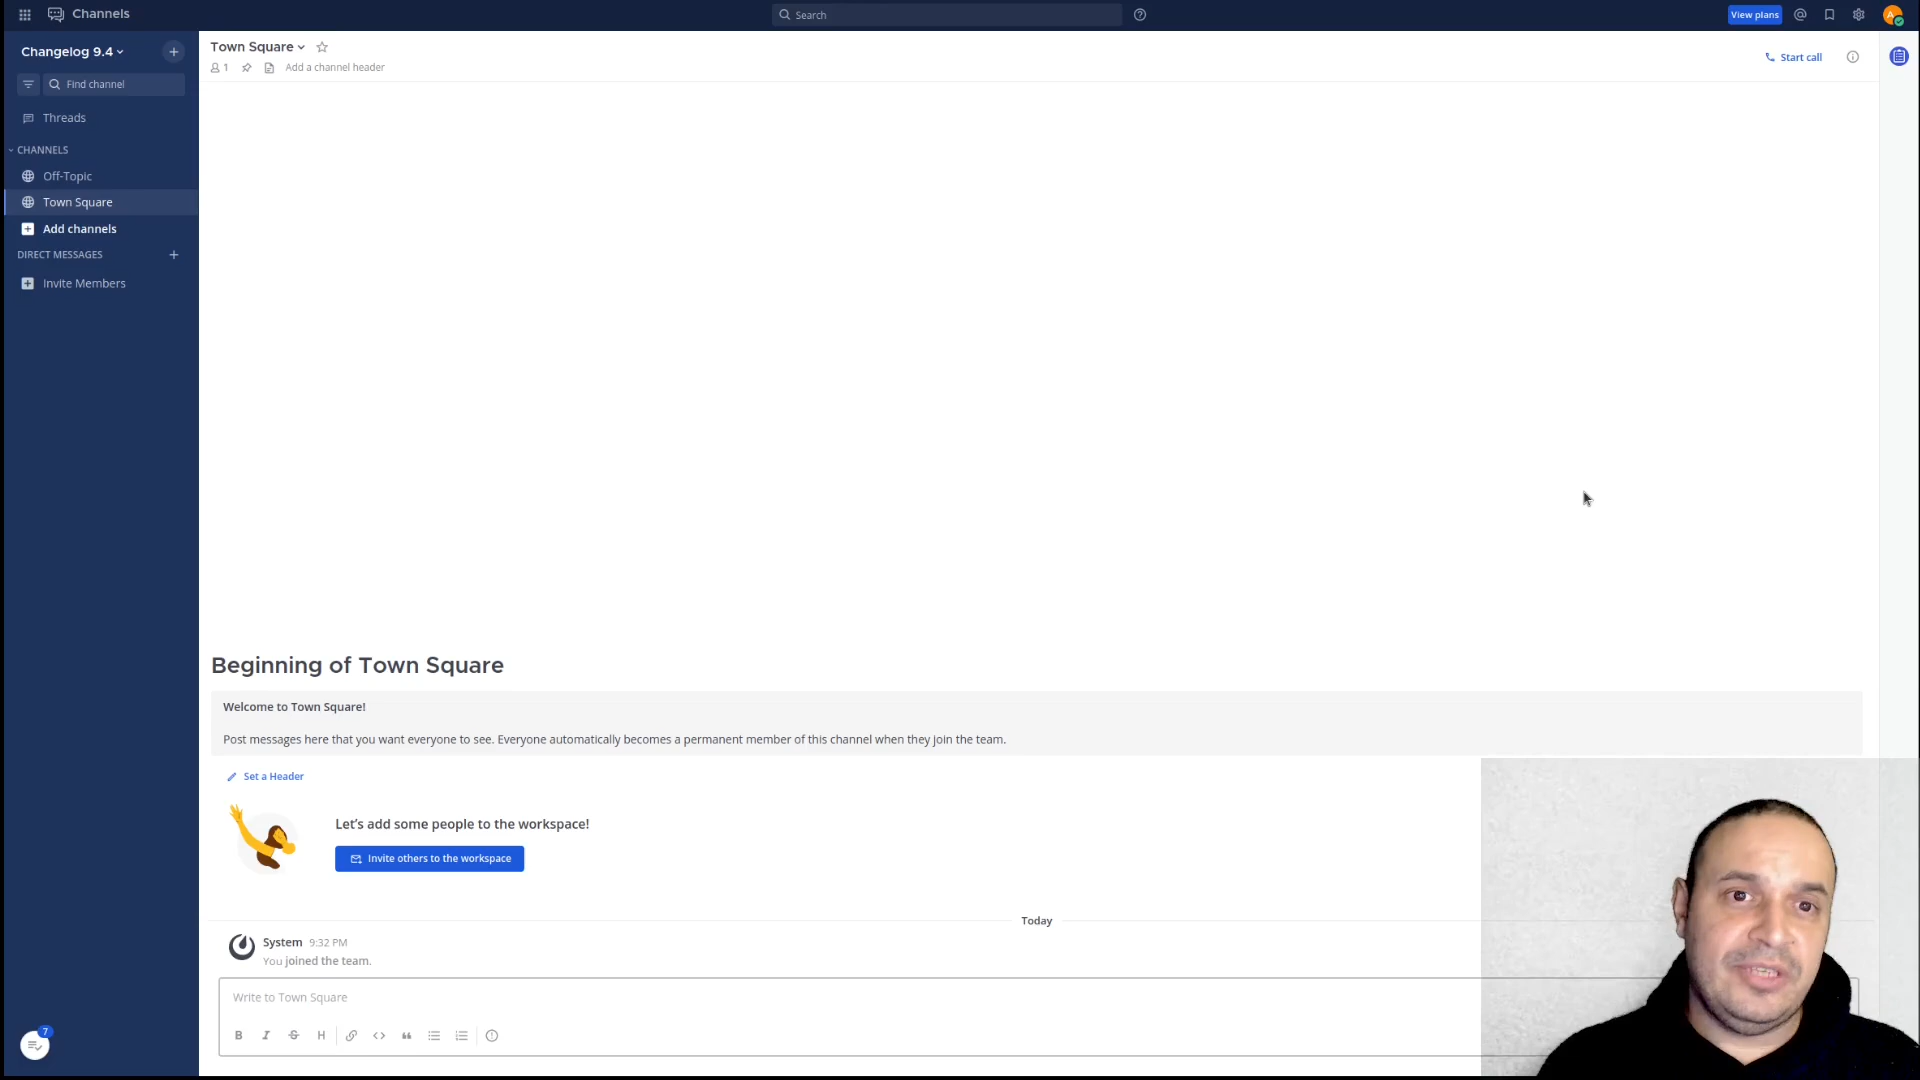 Channels
Search
View plans
A
Changelog 9.4
Find channel
Threads
CHANNELS
Off-Topic
Town Square
Add channels
DIRECT MESSAGES
Invite Members
7
Town Square
1
Add a channel header
Start call
Beginning of Town Square
Welcome to Town Square!
Post messages here that you want everyone to see. Everyone automatically becomes a permanent member of this channel when they join the team.
Set a Header
Let’s add some people to the workspace!
Invite others to the workspace
Today
System 9:32 PM
You joined the team.
Write to Town Square
B I S H